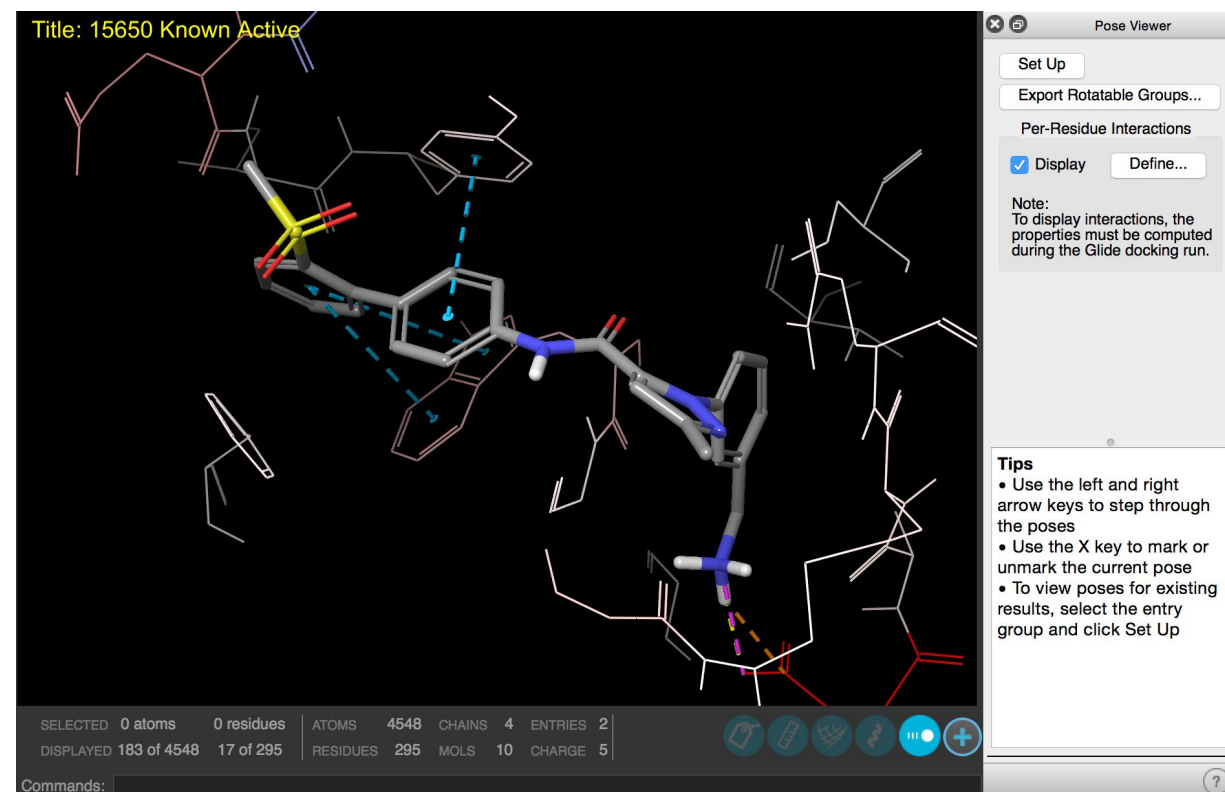 Title: 15650 Known Active
Pose Viewer
Set Up
Export Rotatable Groups...
Per-Residue Interactions
Display
Define...
Note:
To display interactions, the
properties must be computed
during the Glide docking run.
Tips
• Use the left and right
arrow keys to step through
the poses
• Use the X key to mark or
unmark the current pose
• To view poses for existing
results, select the entry
group and click Set Up
SELECTED 0 atoms 0 residues ATOMS 4548 CHAINS 4 ENTRIES 2
DISPLAYED 183 of 4548 17 of 295 RESIDUES 295 MOLS 10 CHARGE 5
Commands:
?